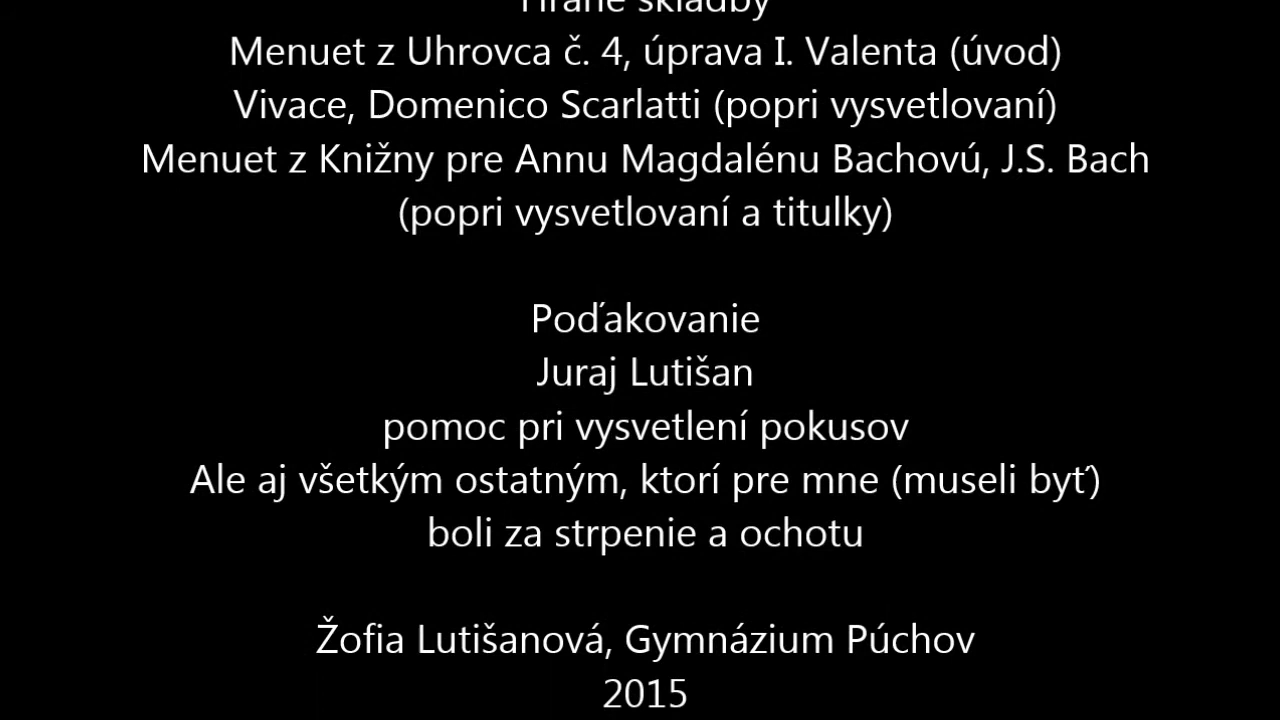 Hrané skladby
Menuet z Uhrovca č. 4, úprava I. Valenta (úvod)
Vivace, Domenico Scarlatti (popri vysvetlovaní)
Menuet z Knižny pre Annu Magdalénu Bachovú, J.S. Bach
(popri vysvetlovaní a titulky)
Poďakovanie
Juraj Lutišan
pomoc pri vysvetlení pokusov
Ale aj všetkým ostatným, ktorí pre mne (museli byť)
boli za strpenie a ochotu
Žofia Lutišanová, Gymnázium Púchov
2015